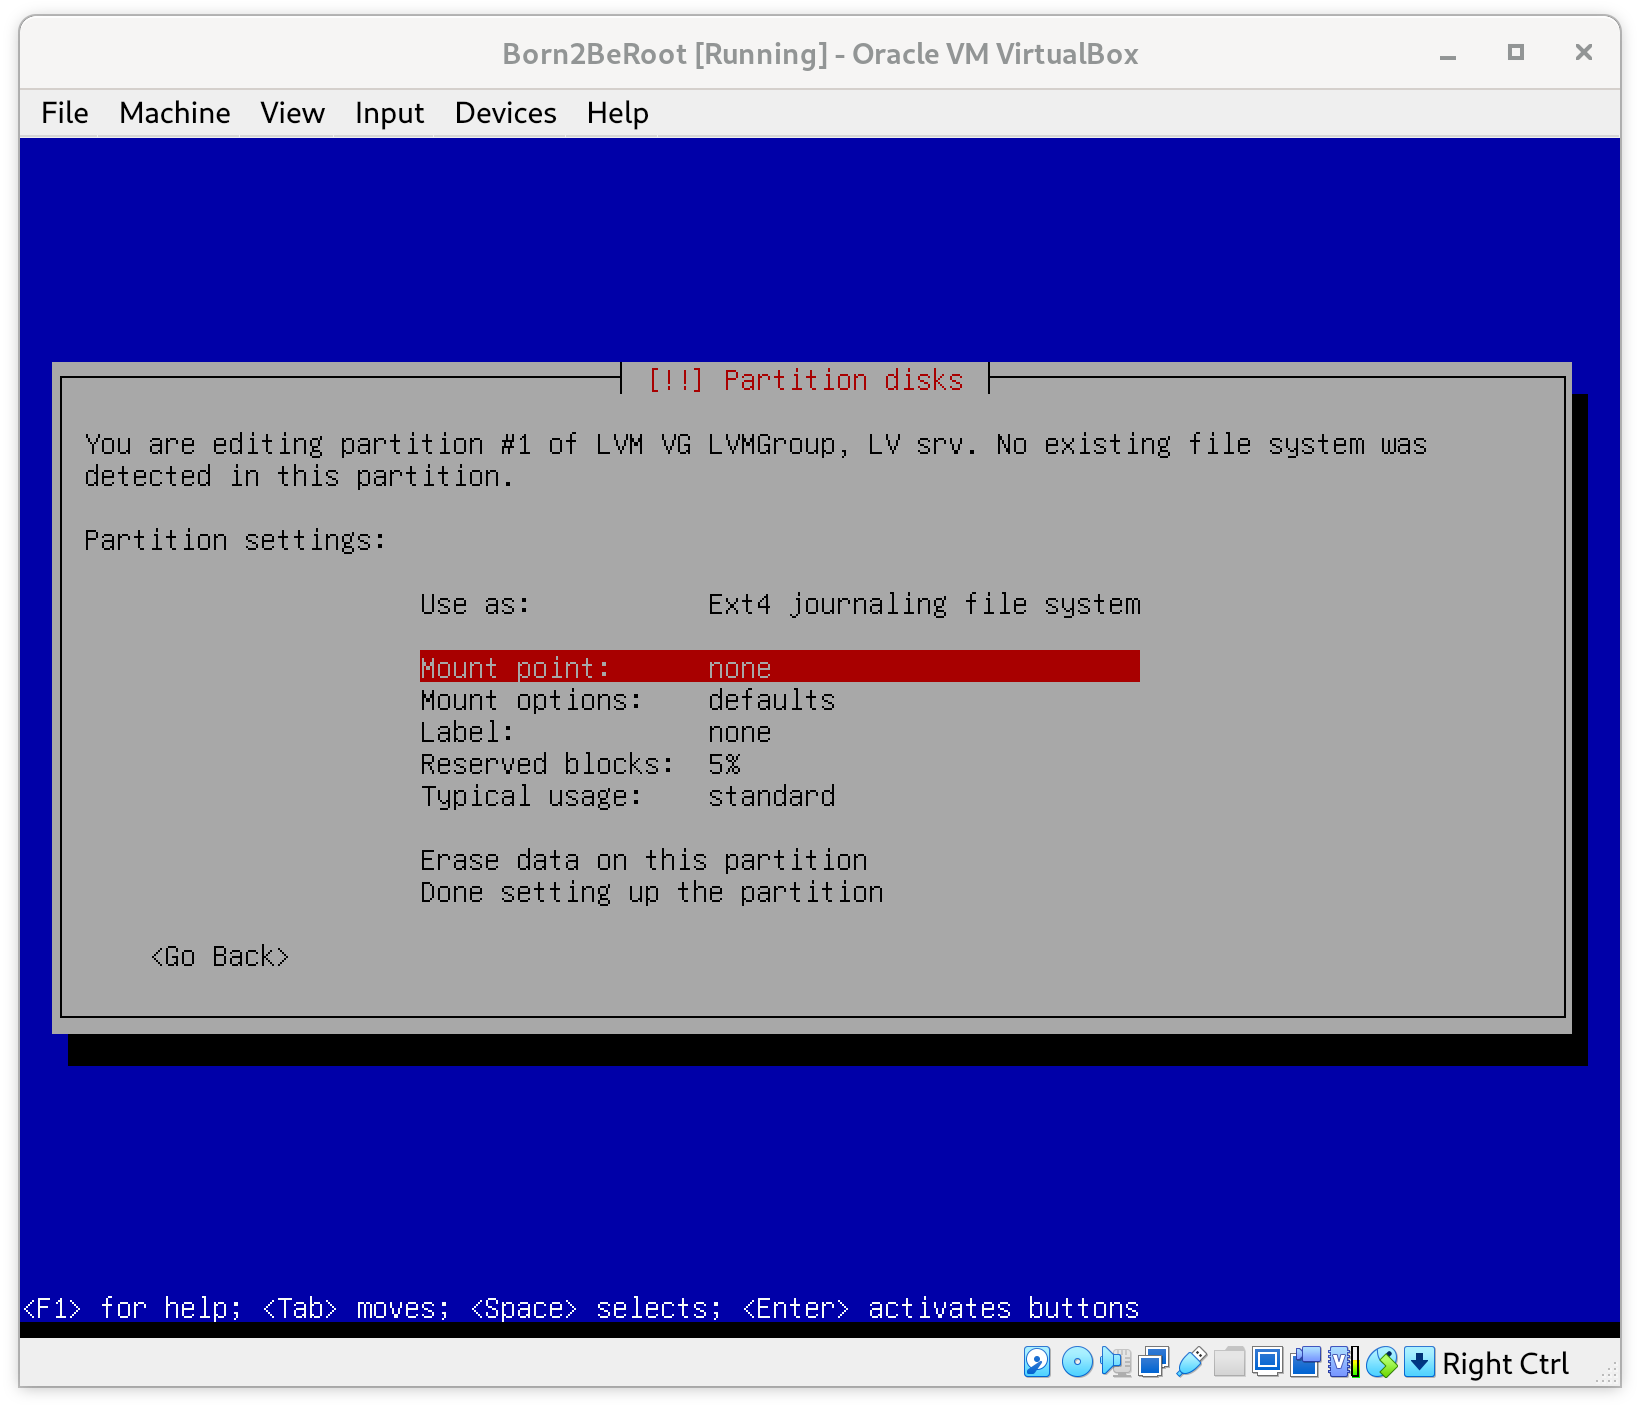 Born2BeRoot [Running] - Oracle VM VirtualBox
File Machine View Input Devices Help
[!!] Partition disks
You are editing partition #1 of LVM VG LVMGroup, LV srv. No existing file system was
detected in this partition.
Partition settings:
Use as: Ext4 journaling file system
Mount point: none
Mount options: defaults
Label: none
Reserved blocks: 5%
Typical usage: standard
Erase data on this partition
Done setting up the partition
<Go Back>
<F1> for help; <Tab> moves; <Space> selects; <Enter> activates buttons
Right Ctrl